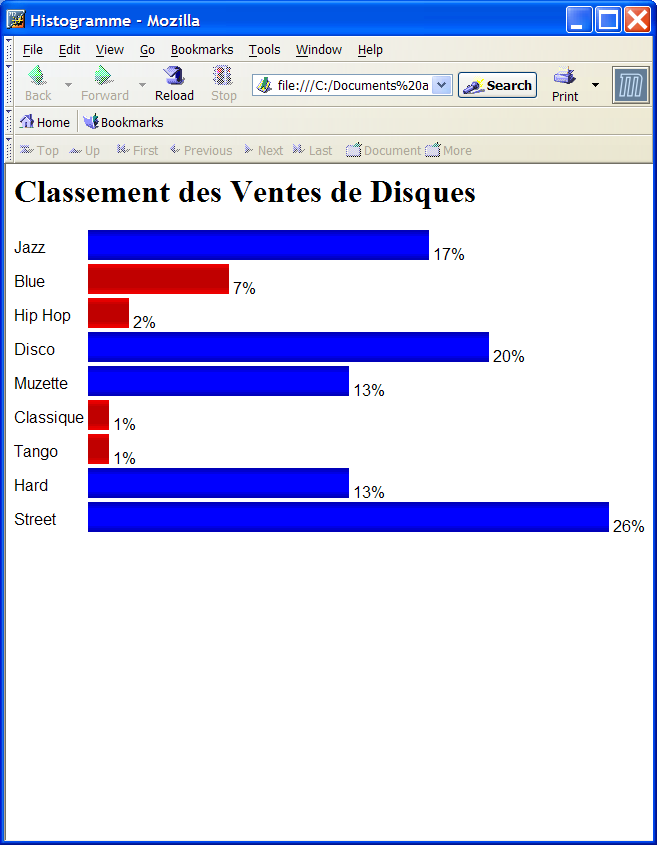 Histogramme - Mozilla
File Edit View Go Bookmarks Tools Window Help
Back Forward Reload Stop file:///C:/Documents%20a Search Print
Home Bookmarks
Top Up First Previous Next Last Document More
Classement des Ventes de Disques
Jazz 17%
Blue 7%
Hip Hop 2%
Disco 20%
Muzette 13%
Classique 1%
Tango 1%
Hard 13%
Street 26%